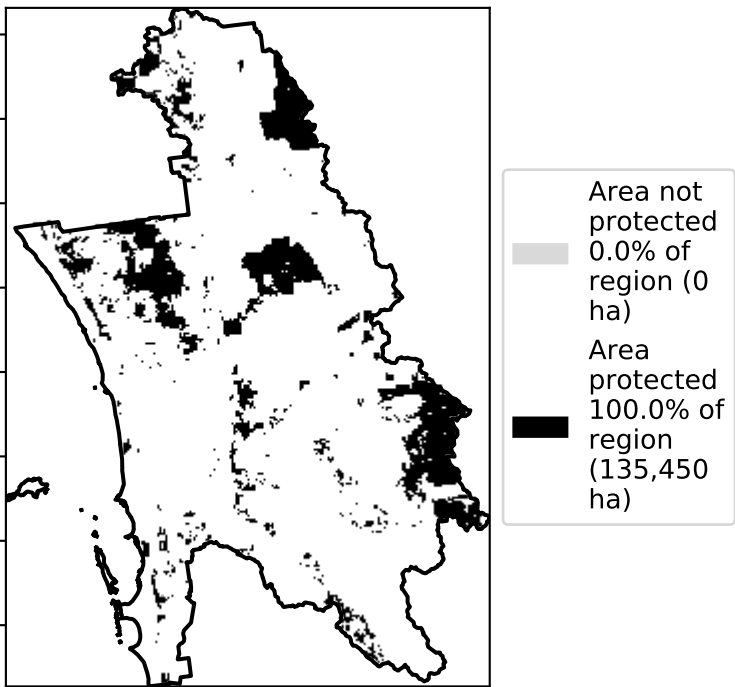 Area not
protected
0.0% of
region (0
ha)
Area
protected
100.0% of
region
(135,450
ha)